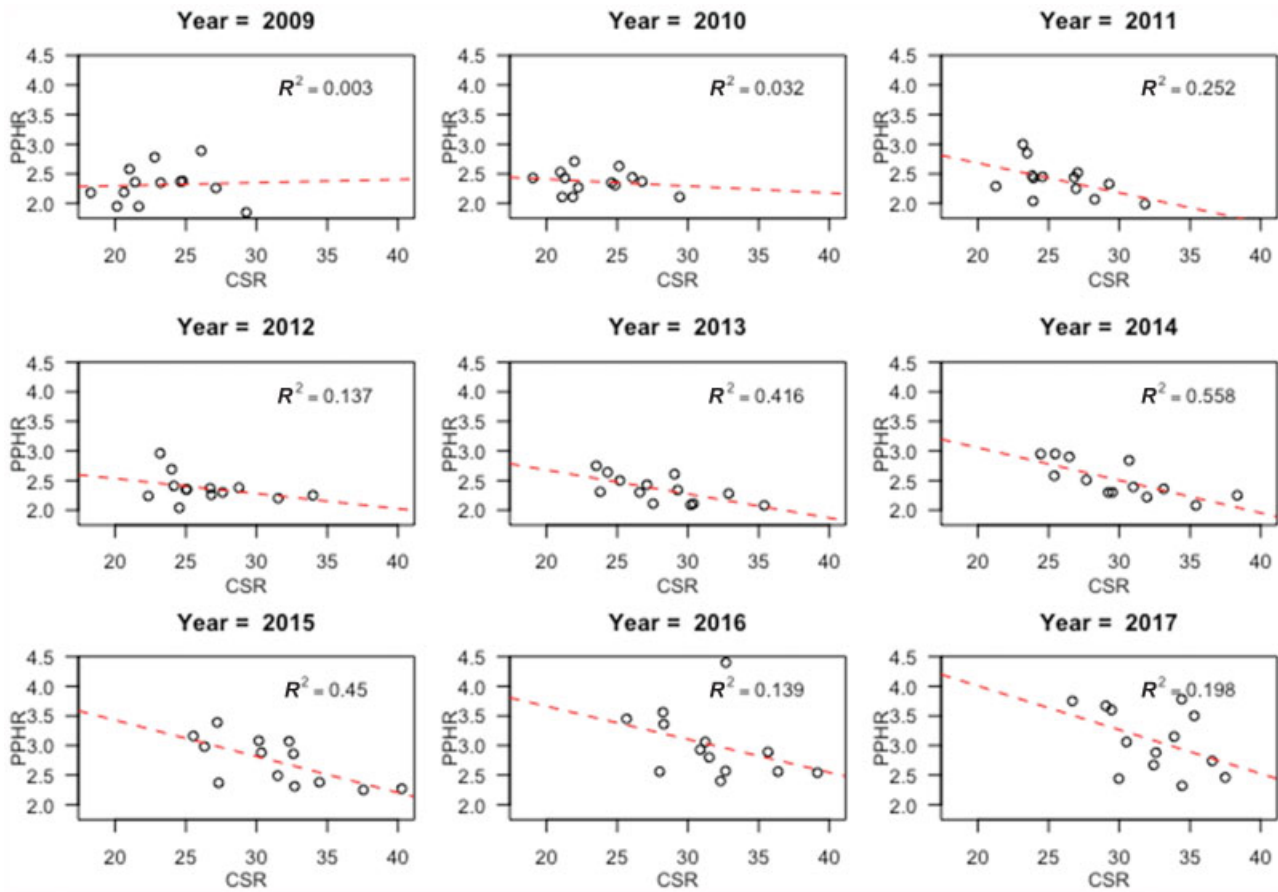 Year = 2009
PPHR
4.5
4.0
3.5
3.0
2.5
2.0
R² = 0.003
20 25 30 35 40
CSR
Year = 2010
PPHR
4.5
4.0
3.5
3.0
2.5
2.0
R² = 0.032
20 25 30 35 40
CSR
Year = 2011
PPHR
4.5
4.0
3.5
3.0
2.5
2.0
R² = 0.252
20 25 30 35 40
CSR
Year = 2012
PPHR
4.5
4.0
3.5
3.0
2.5
2.0
R² = 0.137
20 25 30 35 40
CSR
Year = 2013
PPHR
4.5
4.0
3.5
3.0
2.5
2.0
R² = 0.416
20 25 30 35 40
CSR
Year = 2014
PPHR
4.5
4.0
3.5
3.0
2.5
2.0
R² = 0.558
20 25 30 35 40
CSR
Year = 2015
PPHR
4.5
4.0
3.5
3.0
2.5
2.0
R² = 0.45
20 25 30 35 40
CSR
Year = 2016
PPHR
4.5
4.0
3.5
3.0
2.5
2.0
R² = 0.139
20 25 30 35 40
CSR
Year = 2017
PPHR
4.5
4.0
3.5
3.0
2.5
2.0
R² = 0.198
20 25 30 35 40
CSR